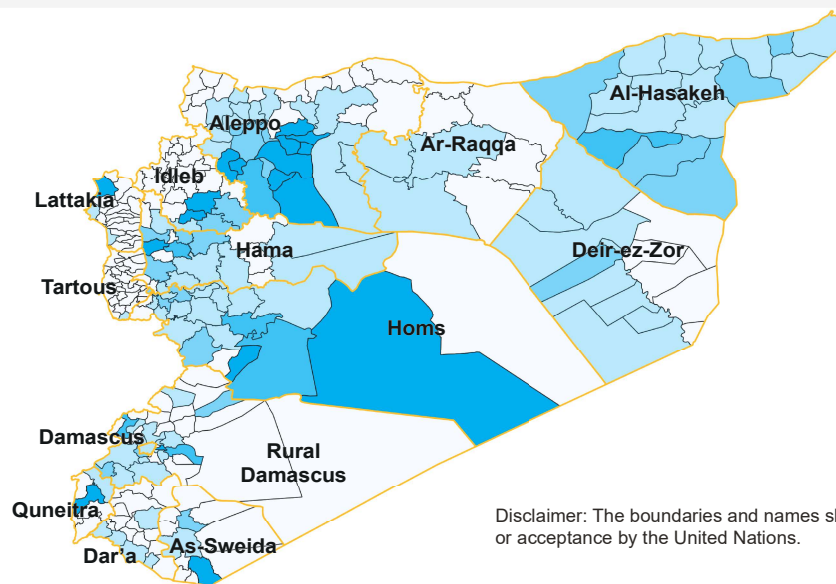 Al-Hasakeh
Aleppo
Ar-Raqqa
Idleb
Lattakia
Hama
Deir-ez-Zor
Tartous
Homs
Damascus
Rural
Damascus
Quneitra
Dar'a
As-Sweida
Disclaimer: The boundaries and names
or acceptance by the United Nations.